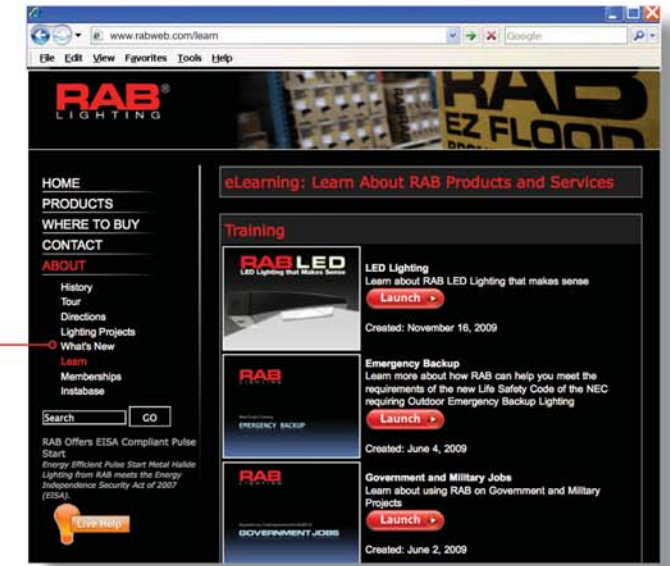 www.rabweb.com/learn
Google
File Edit View Favorites Tools Help
RAB®
LIGHTING
RAB
EZ FLOOD
HOME
PRODUCTS
WHERE TO BUY
CONTACT
ABOUT
History
Tour
Directions
Lighting Projects
What's New
Learn
Memberships
Instabase
Search GO
RAB Offers EISA Compliant Pulse
Start
Energy Efficient Pulse Start Metal Halide
Lighting from RAB meets the Energy
Independence Security Act of 2007
(EISA).
Live Help
eLearning: Learn About RAB Products and Services
Training
RAB LED
LED Lighting that Makes Sense
LED Lighting
Learn about RAB LED Lighting that makes sense
Launch
Created: November 16, 2009
RAB
LIGHTING
EMERGENCY BACKUP
Emergency Backup
Learn more about how RAB can help you meet the
requirements of the new Life Safety Code of the NEC
requiring Outdoor Emergency Backup Lighting
Launch
Created: June 4, 2009
RAB
LIGHTING
GOVERNMENT JOBS
Government and Military Jobs
Learn about using RAB on Government and Military
Projects
Launch
Created: June 2, 2009